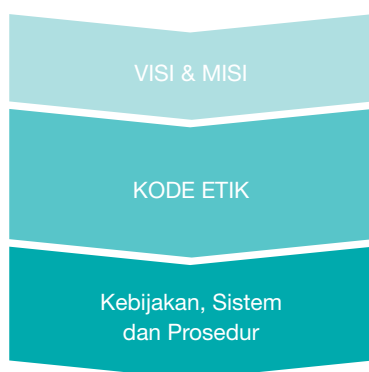 VISI & MISI
KODE ETIK
Kebijakan, Sistem
dan Prosedur